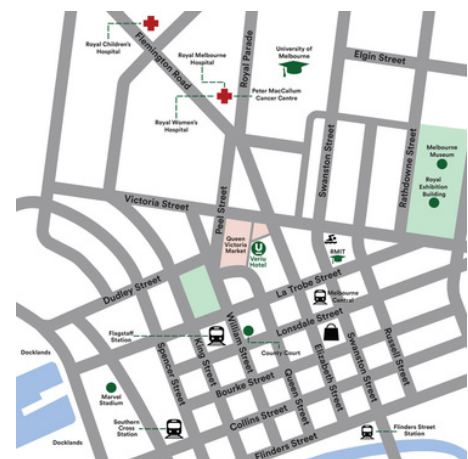 Royal Children's
Hospital
Flemington Road
Royal Melbourne
Hospital
Royal Parade
University of
Melbourne
Elgin Street
Peter MacCallum
Cancer Centre
Royal Women's
Hospital
Swanston Street
Rathdowne Street
Melbourne
Museum
Royal
Exhibition
Building
Victoria Street
Peel Street
Queen
Victoria
Market
U
Veriu
Hotel
RMIT
Dudley Street
La Trobe Street
Melbourne
Central
Flagstaff
Station
William Street
Lonsdale Street
County Court
Docklands
Spencer Street
King Street
Elizabeth Street
Swanston Street
Russell Street
Marvel
Stadium
Bourke Street
Queen Street
Collins Street
Southern
Cross
Station
Flinders Street
Station
Docklands
Flinders Street